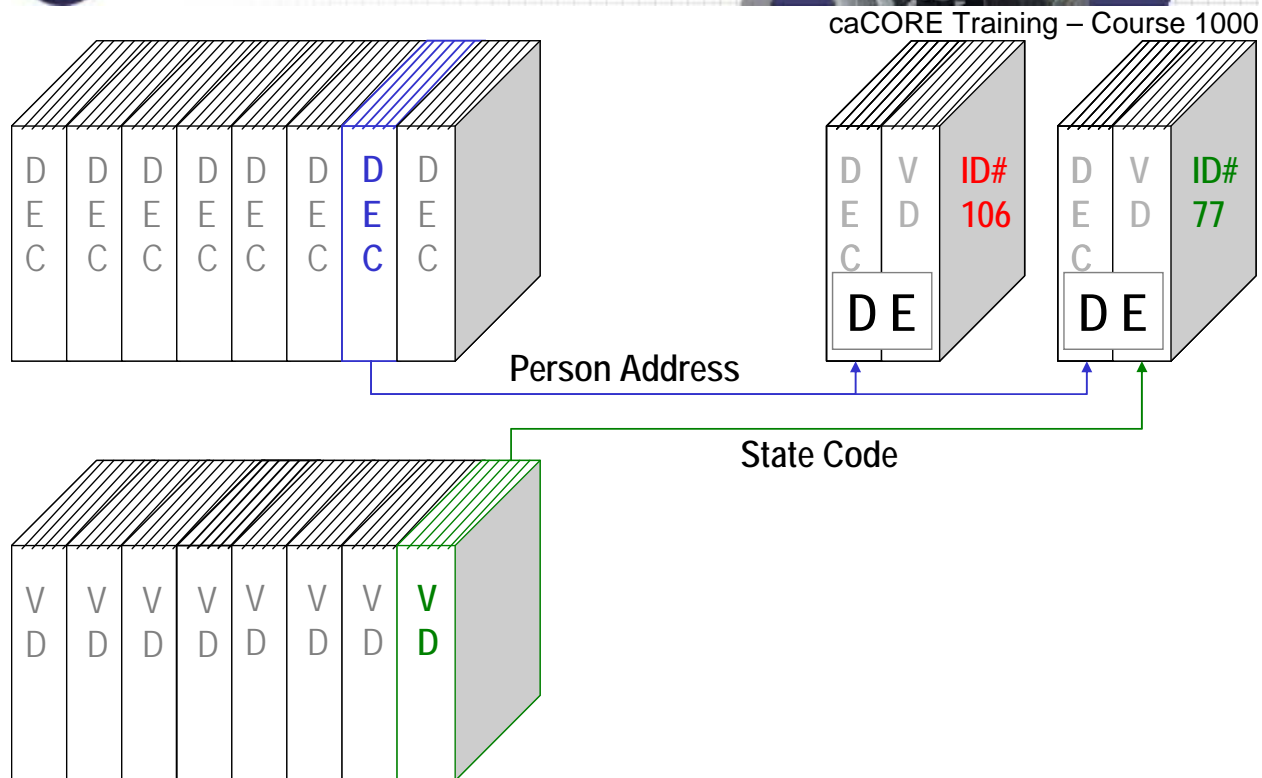 caCORE Training – Course 1000
D D D D D D D D
E E E E E E E E
C C C C C C C C
D V ID#
E D 106
C
D E
D V ID#
E D 77
C
D E
Person Address
State Code
V V V V V V V V
D D D D D D D D